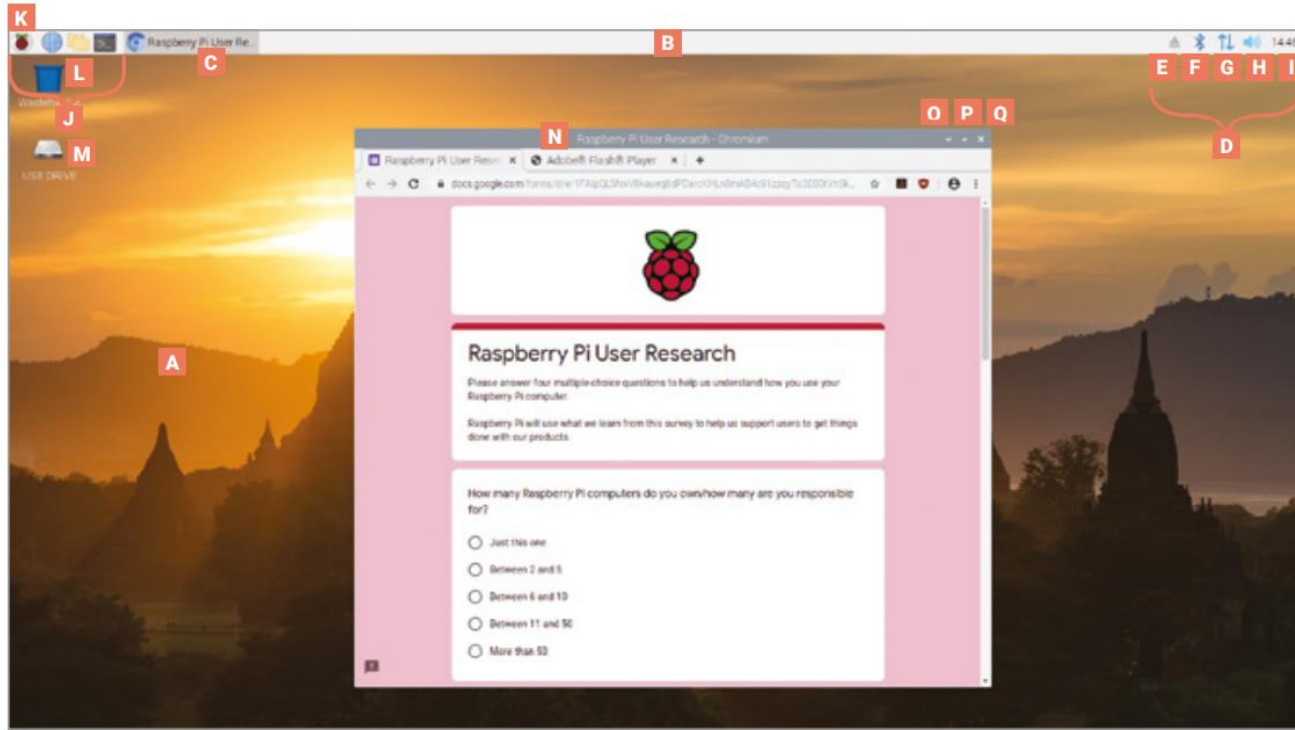 K
Raspberry Pi User Re..
B
14:46
C
E F G H I
L
J
D
M
USB DRIVE
O P Q
N
Raspberry Pi User Research - Chromium
Raspberry Pi User Rese
Adobe® Flash® Player
docs.google.com
A
Raspberry Pi User Research
Please answer four multiple-choice questions to help us understand how you use your
Raspberry Pi computer.
Raspberry Pi will use what we learn from this survey to help us support users to get things
done with our products.
How many Raspberry Pi computers do you own/how many are you responsible
for?
Just this one
Between 2 and 5
Between 6 and 10
Between 11 and 50
More than 50